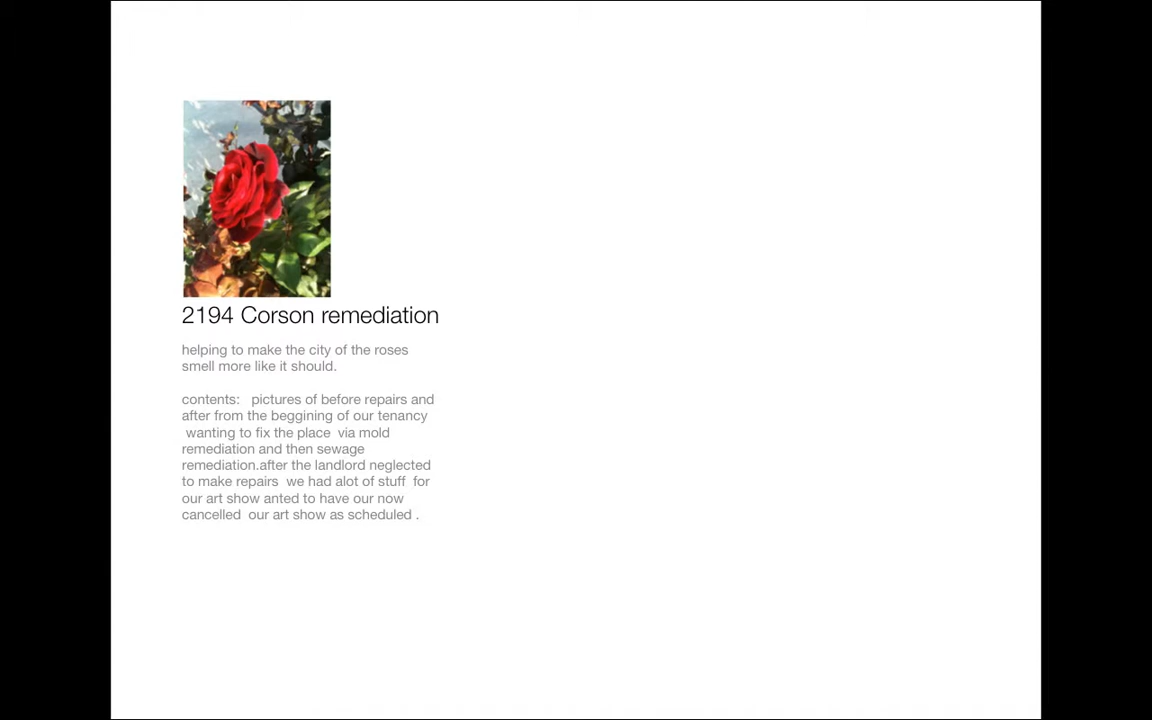 2194 Corson remediation
helping to make the city of the roses
smell more like it should.
contents:   pictures of before repairs and
after from the beggining of our tenancy
 wanting to fix the place  via mold
remediation and then sewage
remediation.after the landlord neglected
to make repairs  we had alot of stuff  for
our art show anted to have our now
cancelled  our art show as scheduled .